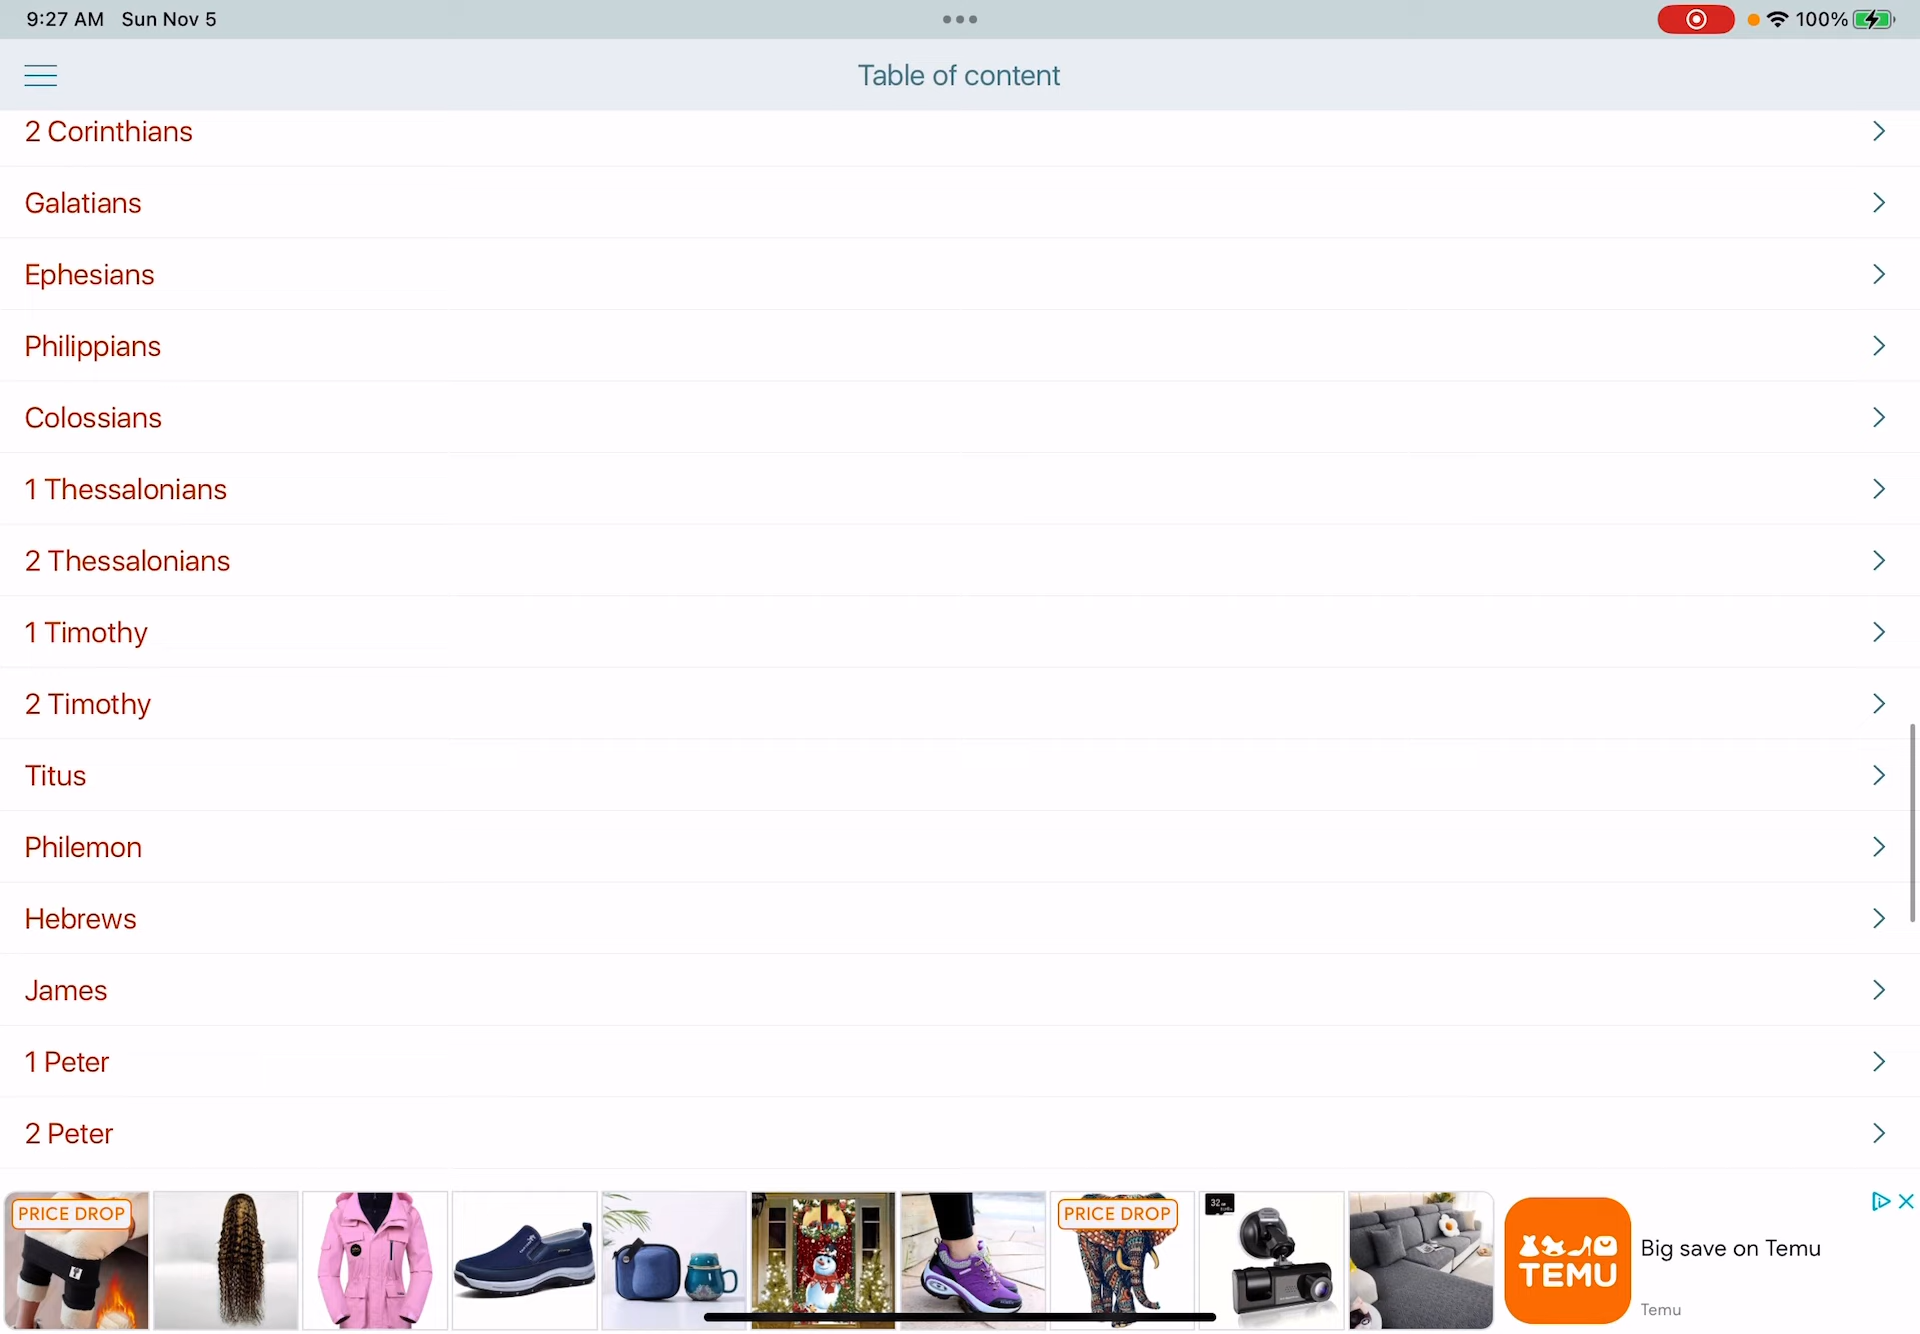 9:27 AM Sun Nov 5
100%
Table of content
2 Corinthians
Galatians
Ephesians
Philippians
Colossians
1 Thessalonians
2 Thessalonians
1 Timothy
2 Timothy
Titus
Philemon
Hebrews
James
1 Peter
2 Peter
PRICE DROP
PRICE DROP
32
TEMU
Big save on Temu
Temu